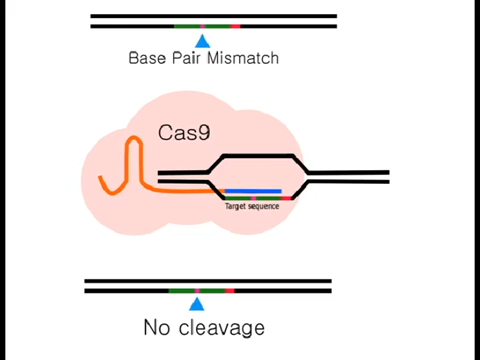 Base Pair Mismatch
Cas9
Target sequence
No cleavage